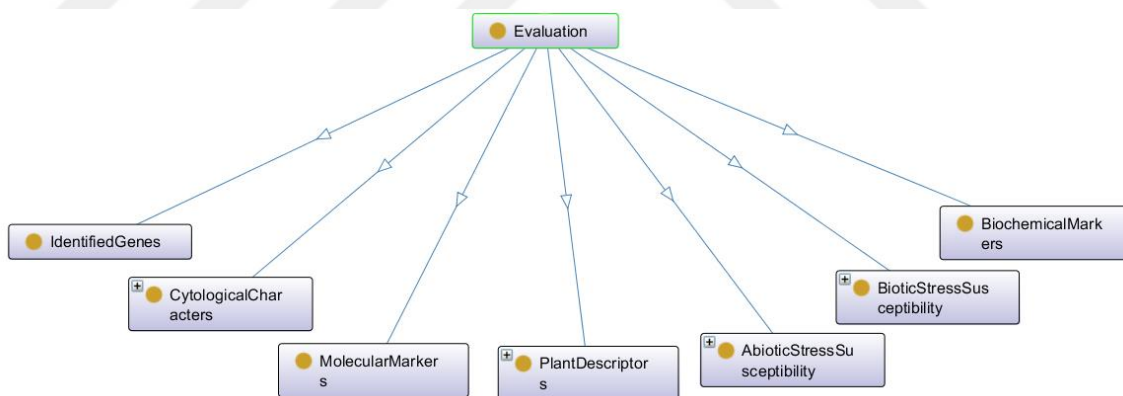 Evaluation
IdentifiedGenes
CytologicalChar
acters
MolecularMarker
s
PlantDescriptor
s
AbioticStressSu
sceptibility
BioticStressSus
ceptibility
BiochemicalMark
ers